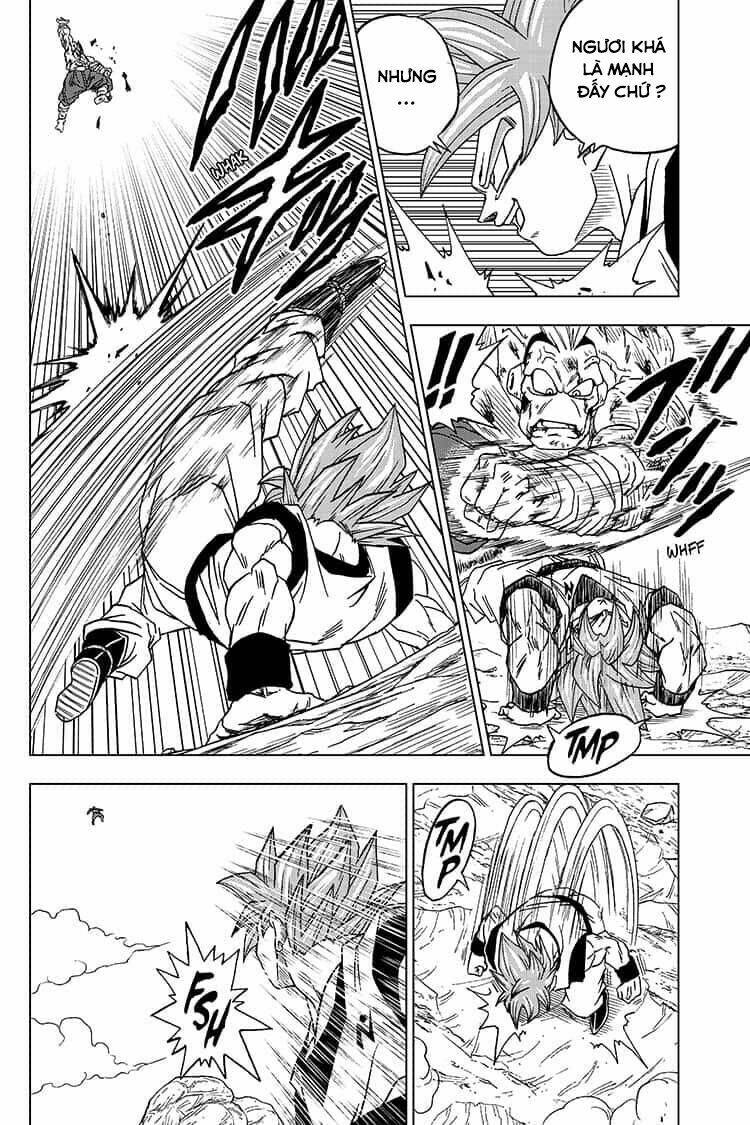 NGƯƠI KHÁ
LÀ MẠNH
ĐẤY CHỨ ?
NHƯNG
...
WHAK
!!
WHFF
TMP
TMP
FSH